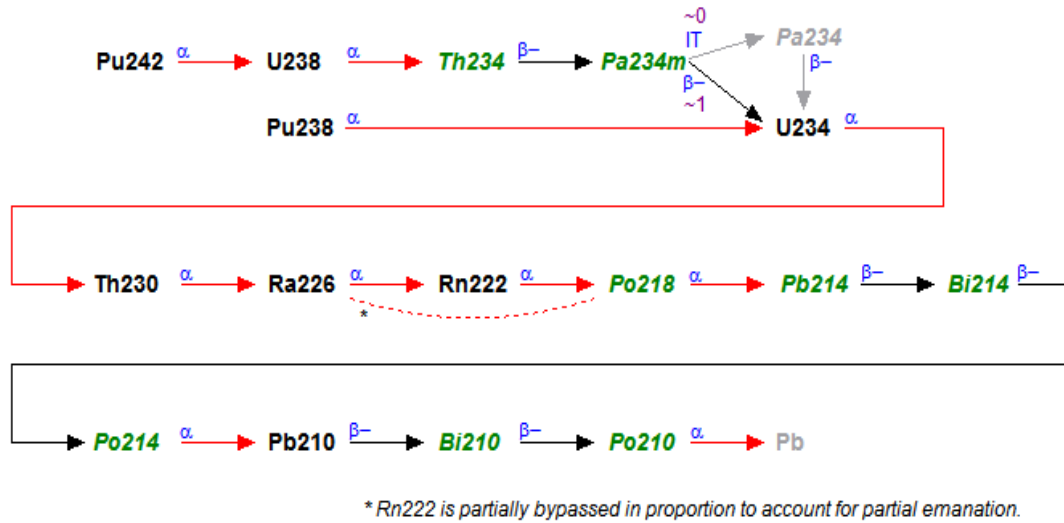 ~0
Pu242 α U238 α Th234 β− Pa234m IT Pa234
β− β−
~1
Pu238 α U234 α
Th230 α Ra226 α Rn222 α Po218 α Pb214 β− Bi214 β−
*
Po214 α Pb210 β− Bi210 β− Po210 α Pb
* Rn222 is partially bypassed in proportion to account for partial emanation.